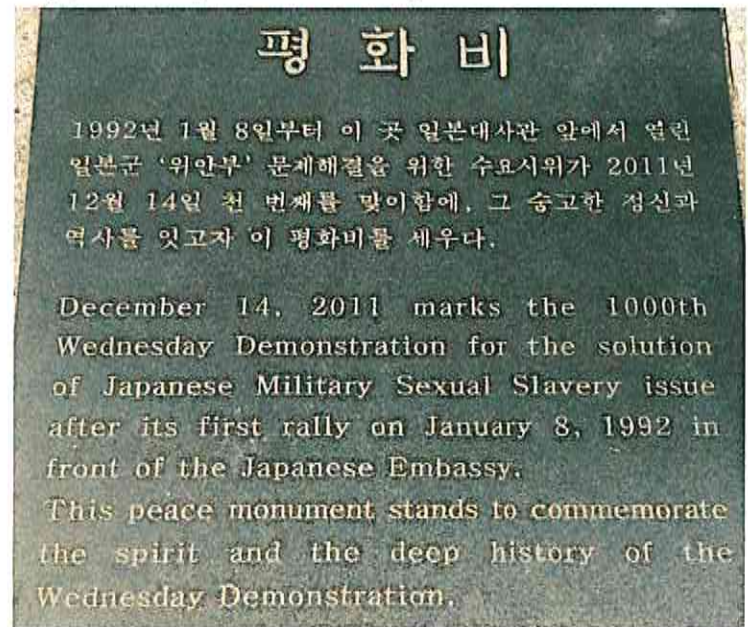 평 화 비
1992년 1월 8일부터 이 곳 일본대사관 앞에서 열린
일본군 '위안부' 문제해결을 위한 수요시위가 2011년
12월 14일 천 번째를 맞이함에, 그 숭고한 정신과
역사를 잇고자 이 평화비를 세우다.
December 14, 2011 marks the 1000th
Wednesday Demonstration for the solution
of Japanese Military Sexual Slavery issue
after its first rally on January 8, 1992 in
front of the Japanese Embassy.
This peace monument stands to commemorate
the spirit and the deep history of the
Wednesday Demonstration.